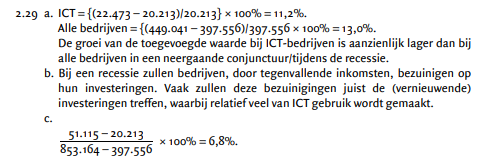 2.29 a. ICT = {(22.473 – 20.213)/20.213} × 100% = 11,2%.
Alle bedrijven = {(449.041 – 397.556)/397.556 × 100% = 13,0%.
De groei van de toegevoegde waarde bij ICT-bedrijven is aanzienlijk lager dan bij
alle bedrijven in een neergaande conjunctuur/tijdens de recessie.
b. Bij een recessie zullen bedrijven, door tegenvallende inkomsten, bezuinigen op
hun investeringen. Vaak zullen deze bezuinigingen juist de (vernieuwende)
investeringen treffen, waarbij relatief veel van ICT gebruik wordt gemaakt.
c.
51.115 – 20.213
853.164 – 397.556 × 100% = 6,8%.